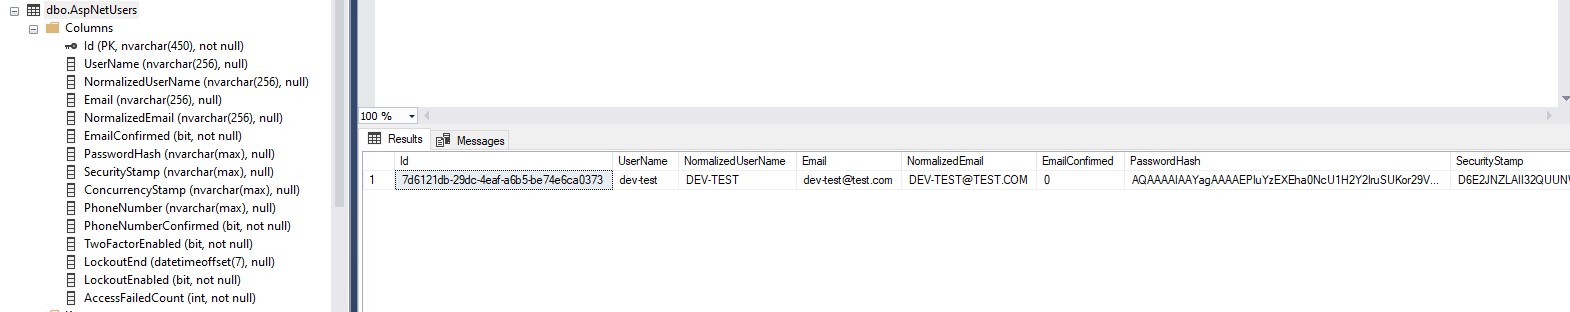 dbo.AspNetUsers
Columns
Id (PK, nvarchar(450), not null)
UserName (nvarchar(256), null)
NormalizedUserName (nvarchar(256), null)
Email (nvarchar(256), null)
NormalizedEmail (nvarchar(256), null)
EmailConfirmed (bit, not null)
PasswordHash (nvarchar(max), null)
SecurityStamp (nvarchar(max), null)
ConcurrencyStamp (nvarchar(max), null)
PhoneNumber (nvarchar(max), null)
PhoneNumberConfirmed (bit, not null)
TwoFactorEnabled (bit, not null)
LockoutEnd (datetimeoffset(7), null)
LockoutEnabled (bit, not null)
AccessFailedCount (int, not null)
100 %
Results Messages
Id UserName NormalizedUserName Email NormalizedEmail EmailConfirmed PasswordHash SecurityStamp
1 7d6121db-29dc-4eaf-a6b5-be74e6ca0373 dev-test DEV-TEST dev-test@test.com DEV-TEST@TEST.COM 0